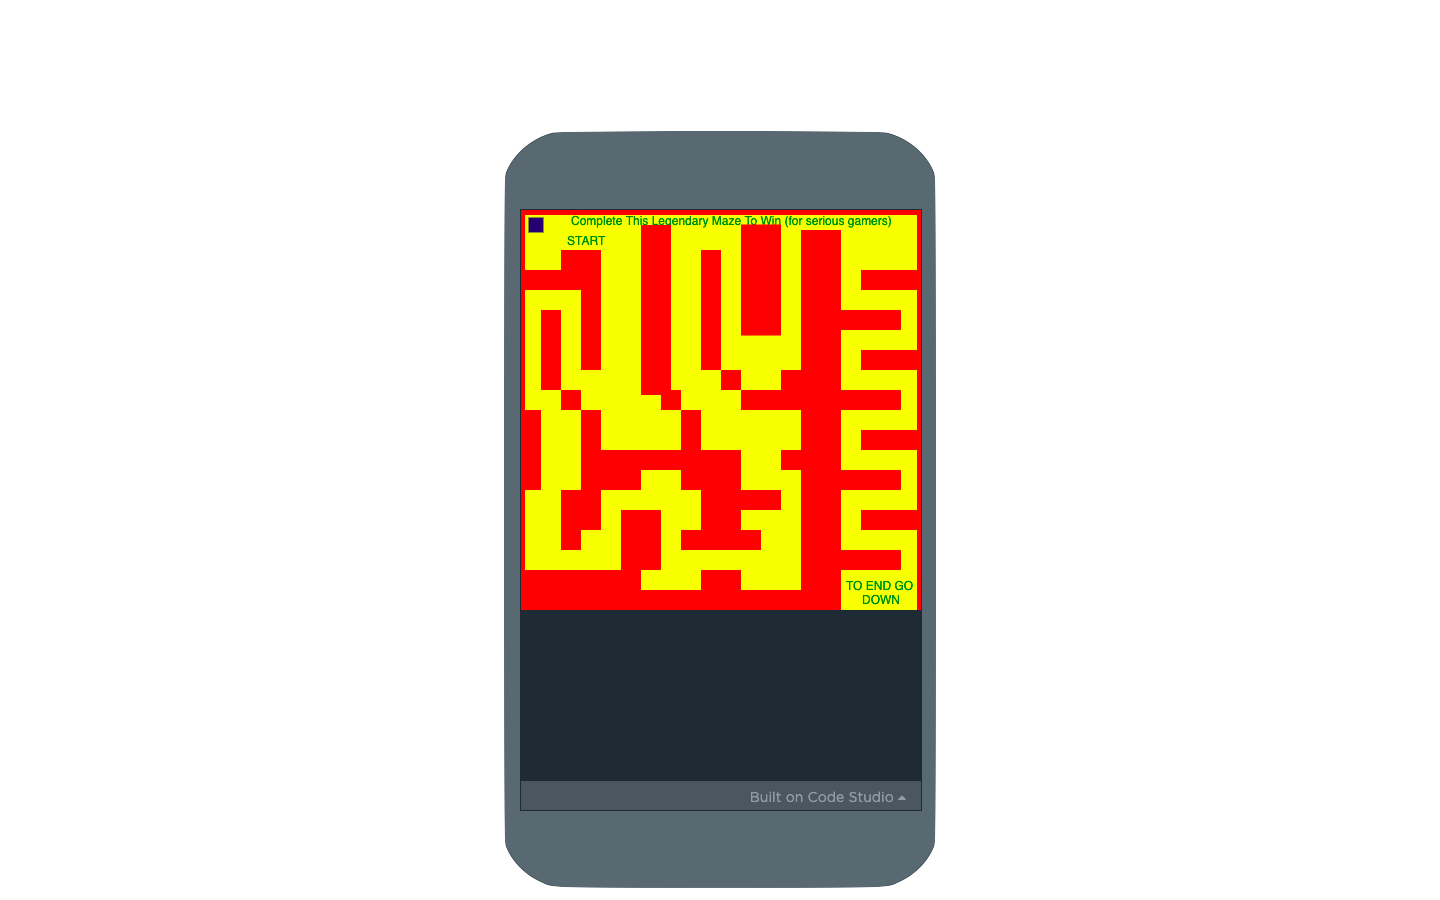 Complete This Legendary Maze To Win (for serious gamers)
START
TO END GO
DOWN
Built on Code Studio